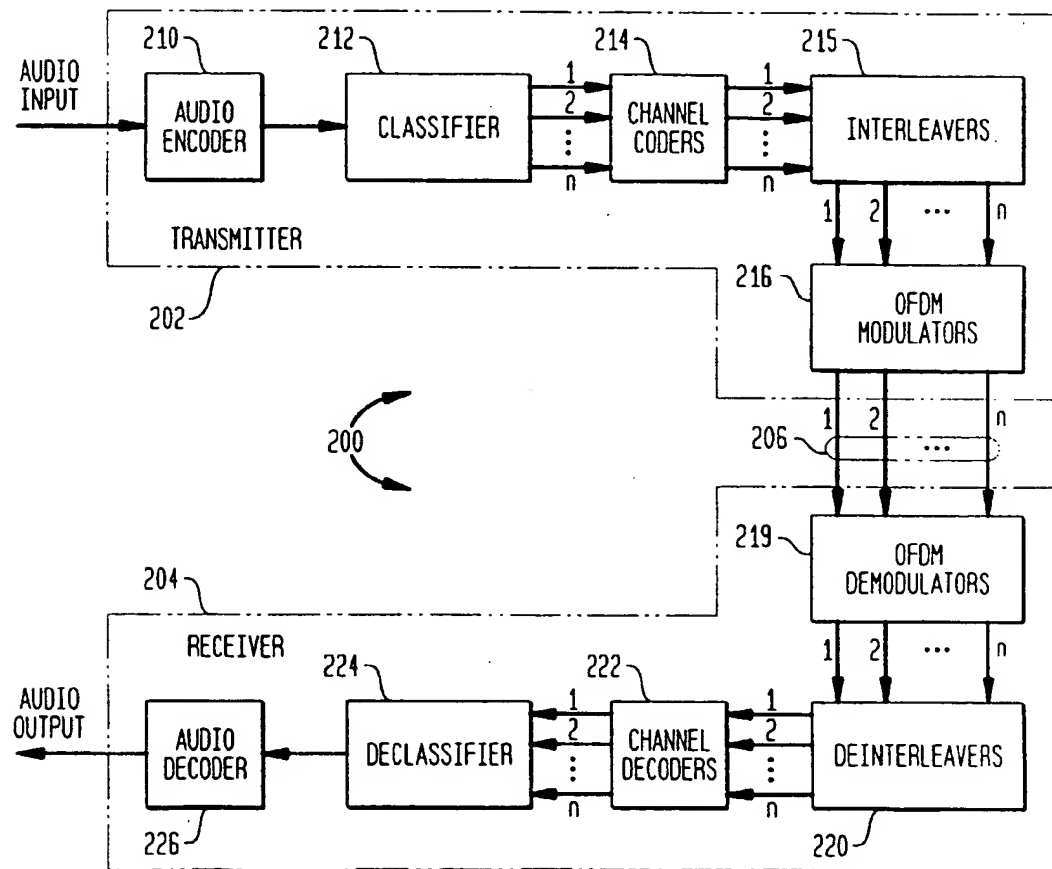 210
212
214
215
AUDIO
INPUT
AUDIO
ENCODER
CLASSIFIER
1
2
n
CHANNEL
CODERS
1
2
n
INTERLEAVERS
1 2 ... n
TRANSMITTER
202
216
OFDM
MODULATORS
200
1 2 n
206
...
219
OFDM
DEMODULATORS
204
1 2 ... n
RECEIVER
224
222
AUDIO
OUTPUT
AUDIO
DECODER
DECLASSIFIER
1
2
n
CHANNEL
DECODERS
1
2
n
DEINTERLEAVERS
226
220